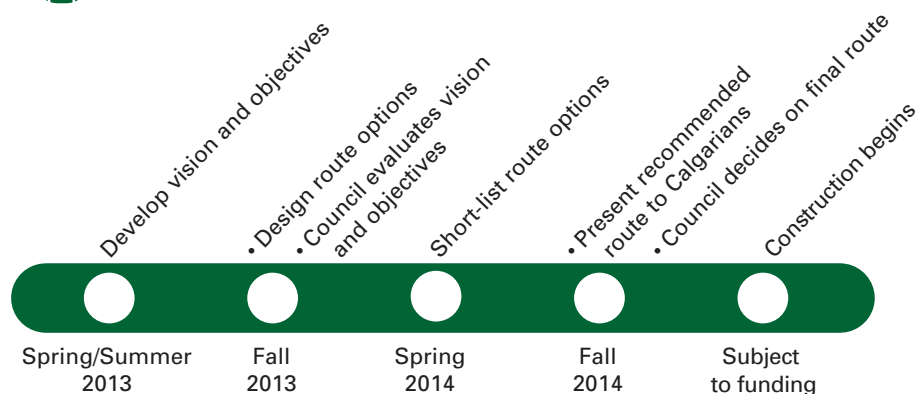 Develop vision and objectives
• Design route options
• Council evaluates vision
and objectives
Short-list route options
• Present recommended
route to Calgarians
• Council decides on final route
Construction begins
Spring/Summer
2013
Fall
2013
Spring
2014
Fall
2014
Subject
to funding